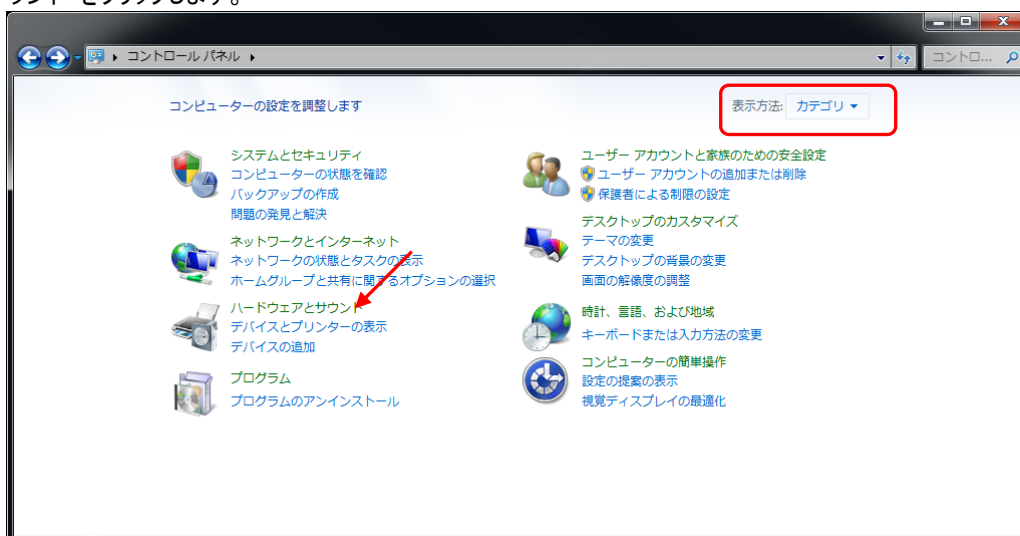 コントロール パネル
コントロ...
コンピューターの設定を調整します
表示方法: カテゴリ
システムとセキュリティ
コンピューターの状態を確認
バックアップの作成
問題の発見と解決
ネットワークとインターネット
ネットワークの状態とタスクの表示
ホームグループと共有に関するオプションの選択
ハードウェアとサウンド
デバイスとプリンターの表示
デバイスの追加
プログラム
プログラムのアンインストール
ユーザー アカウントと家族のための安全設定
ユーザー アカウントの追加または削除
保護者による制限の設定
デスクトップのカスタマイズ
テーマの変更
デスクトップの背景の変更
画面の解像度の調整
時計、言語、および地域
キーボードまたは入力方法の変更
コンピューターの簡単操作
設定の提案の表示
視覚ディスプレイの最適化